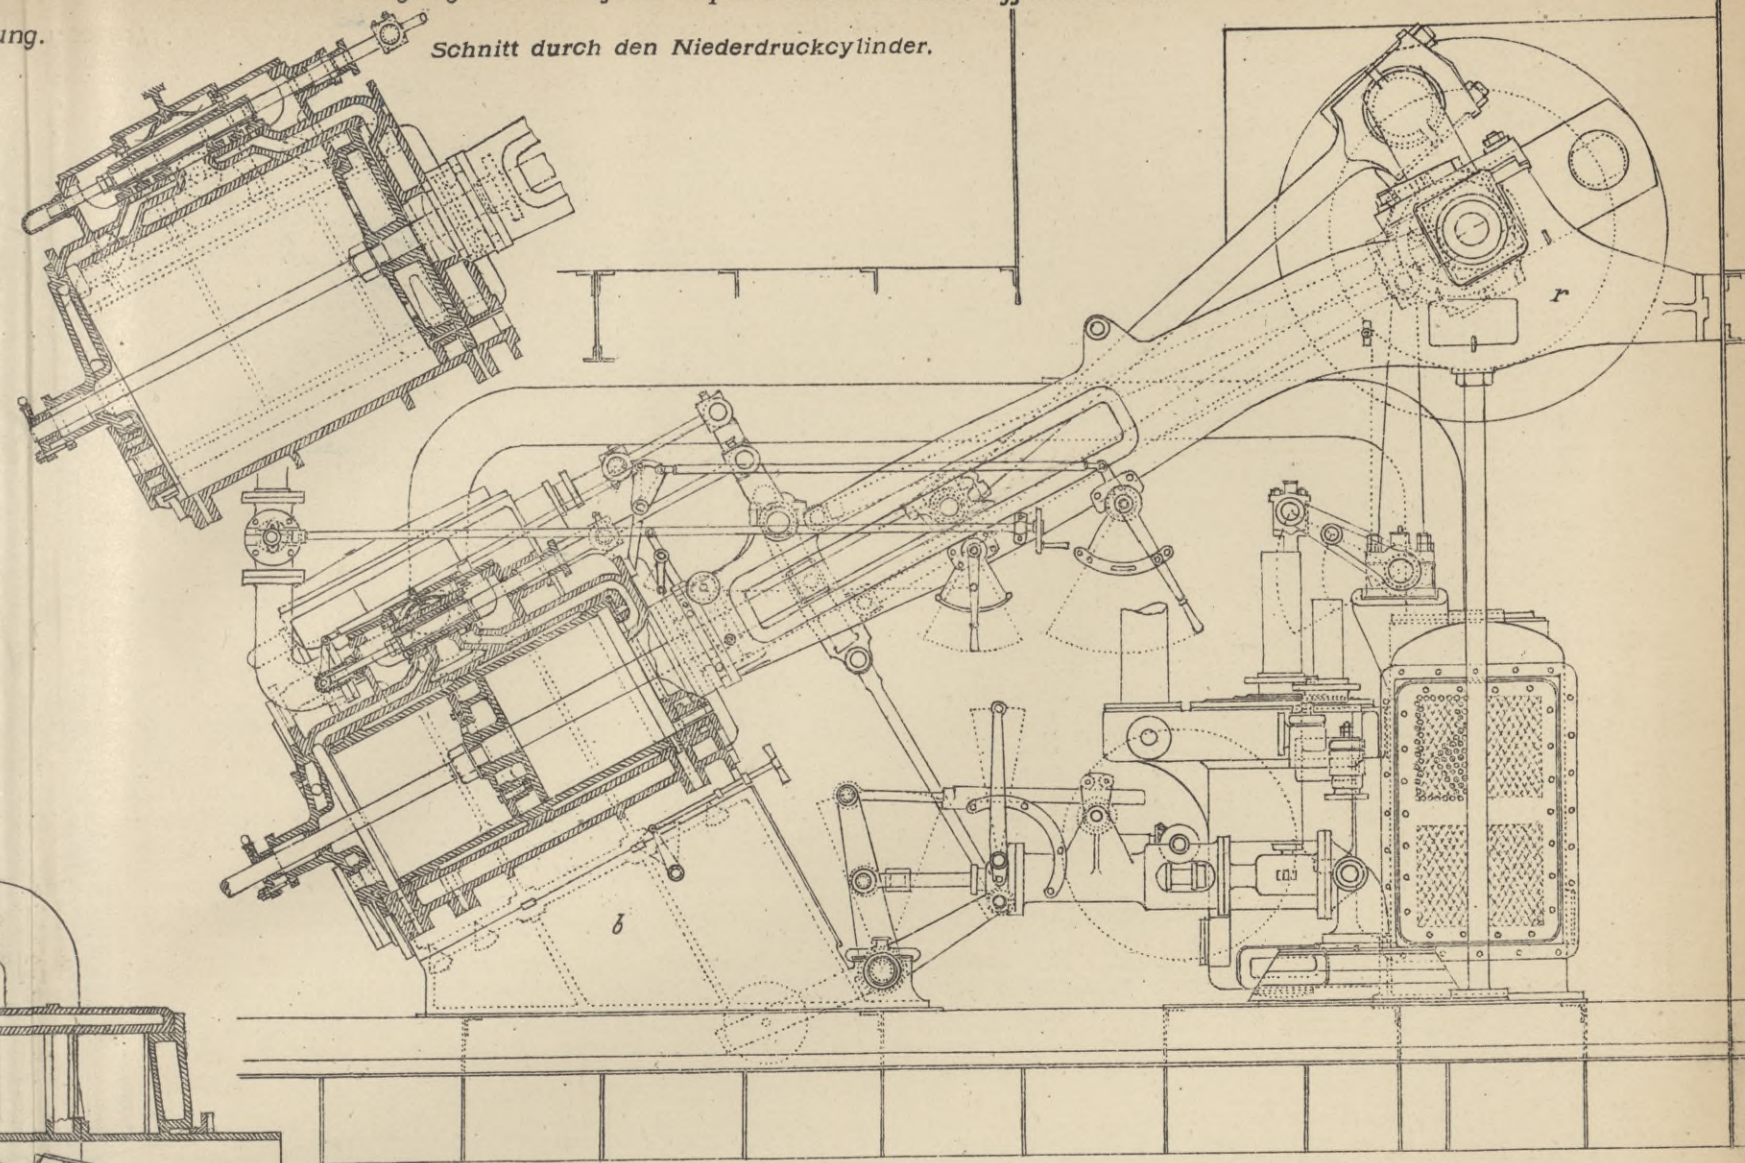 ung.
Schnitt durch den Niederdruckcylinder.
r
b